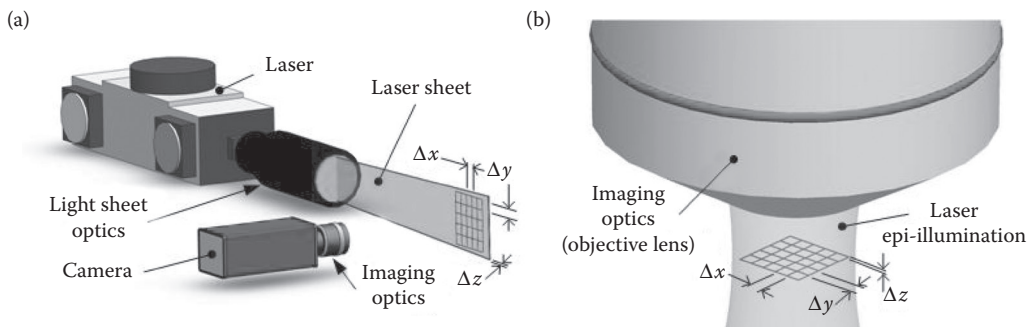 (a)
Laser
Laser sheet
Δx
Δy
Light sheet
optics
Camera
Imaging
optics
Δz
(b)
Imaging
optics
(objective lens)
Laser
epi-illumination
Δx
Δy
Δz